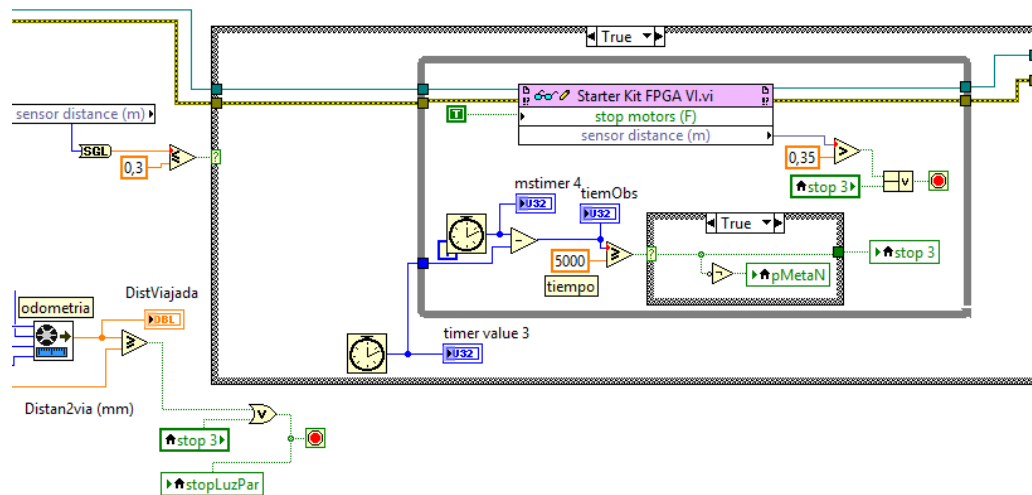 True
Starter Kit FPGA VI.vi
stop motors (F)
T
sensor distance (m)
sensor distance (m)
SGL
0,3
0,35
stop 3
mstimer 4
U32
tiemObs
U32
True
5000
tiempo
stop 3
pMetaN
DistViajada
odometria
DBL
timer value 3
U32
Distan2via (mm)
stop 3
stopLuzPar